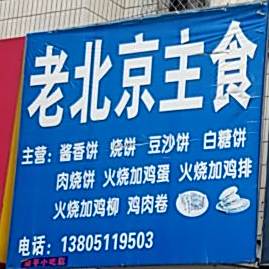 老北京主食
主营：酱香饼 烧饼 豆沙饼 白糖饼
肉烧饼 火烧加鸡蛋 火烧加鸡排
火烧加鸡柳 鸡肉卷
电话：13805119503